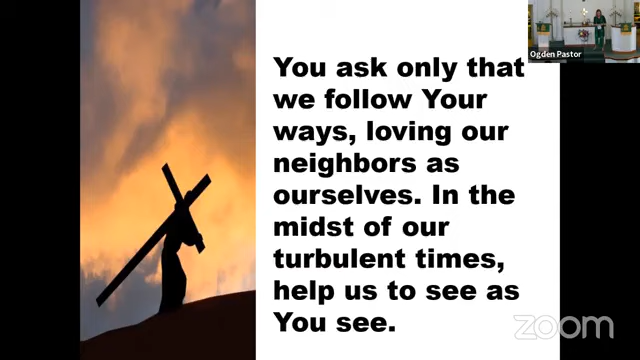 You ask only that
we follow Your
ways, loving our
neighbors as
ourselves. In the
midst of our
turbulent times,
help us to see as
You see.
Ogden Pastor
zoom